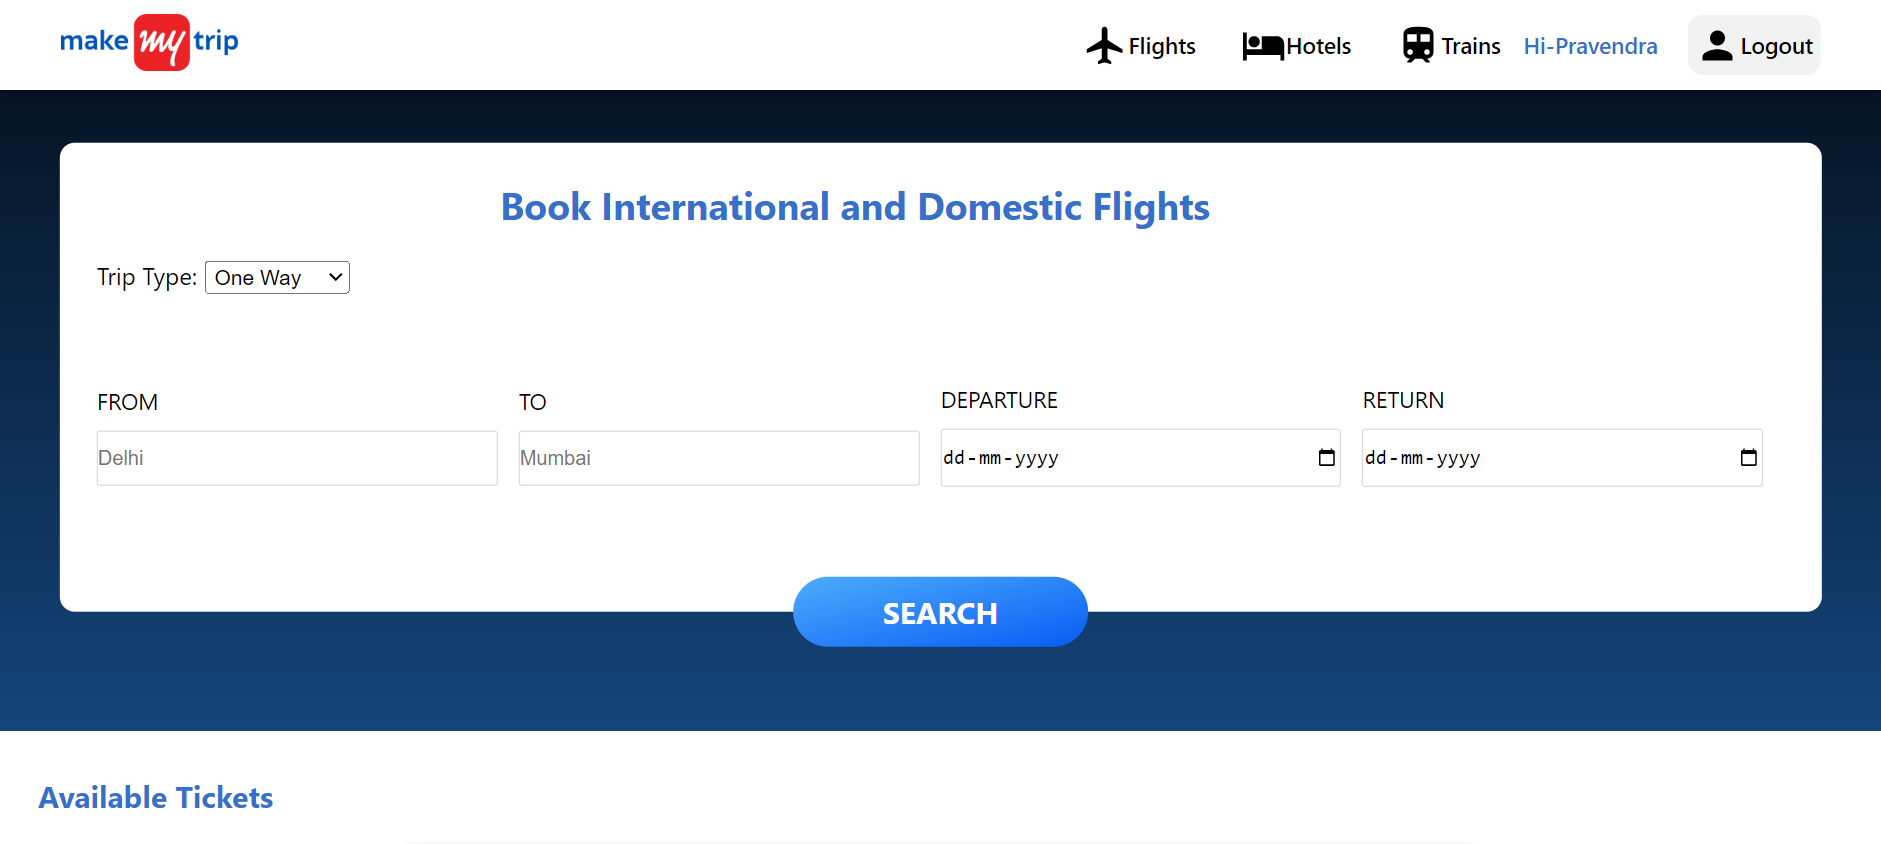 make my trip
Flights
Hotels
Trains
Hi-Pravendra
Logout
Book International and Domestic Flights
Trip Type: One Way
FROM
TO
DEPARTURE
RETURN
Delhi
Mumbai
dd-mm-yyyy
dd-mm-yyyy
SEARCH
Available Tickets